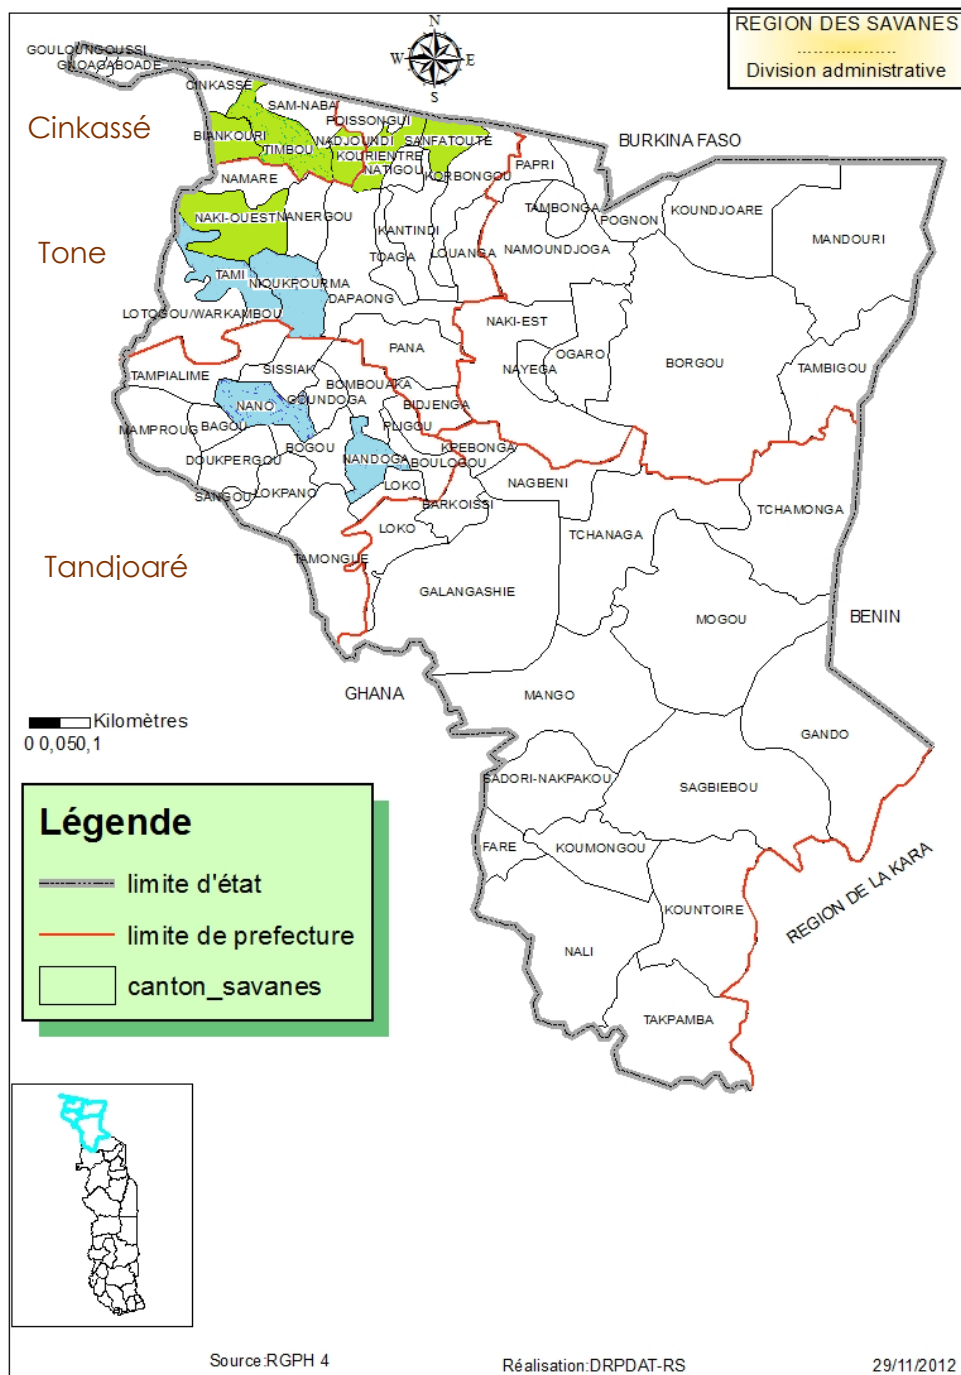 REGION DES SAVANES
..................
Division administrative
N
W
E
S
GOULOUNGOUSSI
GNOAGABOADE
CINKASSE
SAM-NABA
POISSONGUI
Cinkassé
BIANKOURI
TIMBOU
NADJOUNDI
SANFATOUTE
KOURIENTRE
NATIGOU
KORBONGOU
BURKINA FASO
PAPRI
NAMARE
NAKI-OUEST
NANERGOU
KANTINDI
TAMBONGA
POGNON
KOUNDJOARE
MANDOURI
Tone
TOAGA
LOUANGA
NAMOUNDJOGA
TAMI
NIOUKPOURMA
DAPAONG
LOTOGOU/WARKAMBOU
NAKI-EST
PANA
OGARO
NAYEGA
BORGOU
TAMBIGOU
TAMPIALIME
SISSIAK
BOMBOUAKA
GOUNDOGA
NANO
BIDJENGA
MAMPROUG
BAGOU
PLIGOU
BOGOU
KPEBONGA
DOUKPERGOU
NANDOGA
BOULOGOU
NAGBENI
SANGOU
LOKPANO
LOKO
BARKOISSI
TCHAMONGA
LOKO
TCHANAGA
TAMONGUE
Tandjoaré
GALANGASHIE
MOGOU
BENIN
GHANA
MANGO
Kilomètres
0 0,050,1
GANDO
SADORI-NAKPAKOU
SAGBIEBOU
FARE
KOUMONGOU
REGION DE LA KARA
KOUNTOIRE
NALI
TAKPAMBA
Légende
limite d'état
limite de prefecture
canton_savanes
Source:RGPH 4
Réalisation:DRPDAT-RS
29/11/2012